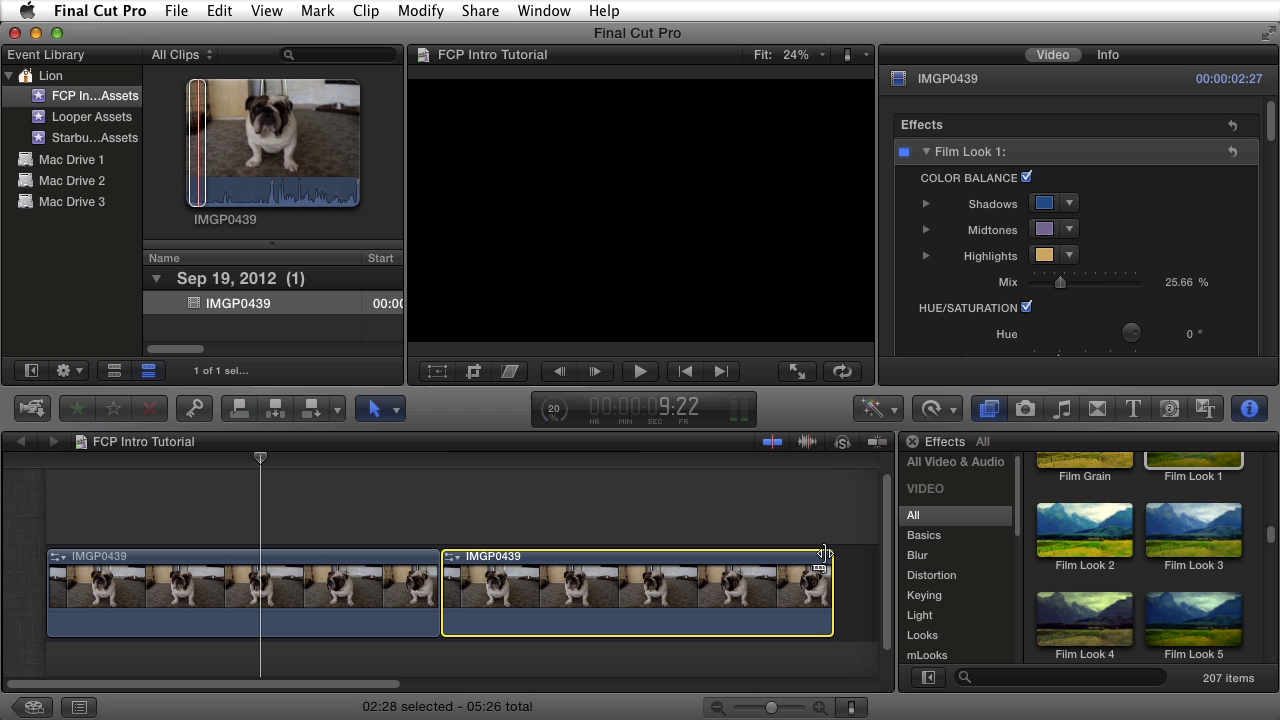 Final Cut Pro File Edit View Mark Clip Modify Share Window Help
Final Cut Pro
Event Library
Lion
FCP In...Assets
Looper Assets
Starbu...Assets
Mac Drive 1
Mac Drive 2
Mac Drive 3
All Clips
IMGP0439
Name Start
Sep 19, 2012 (1)
IMGP0439 00:00
1 of 1 sel...
FCP Intro Tutorial Fit: 24%
Video Info
IMGP0439 00:00:02:27
Effects
Film Look 1:
COLOR BALANCE
Shadows
Midtones
Highlights
Mix 25.66 %
HUE/SATURATION
Hue 0 °
20 % 00:00:09:22
HR MIN SEC FR
FCP Intro Tutorial
IMGP0439 IMGP0439
Effects All
All Video & Audio
VIDEO
All
Basics
Blur
Distortion
Keying
Light
Looks
mLooks
Film Grain Film Look 1
Film Look 2 Film Look 3
Film Look 4 Film Look 5
207 items
02:28 selected - 05:26 total